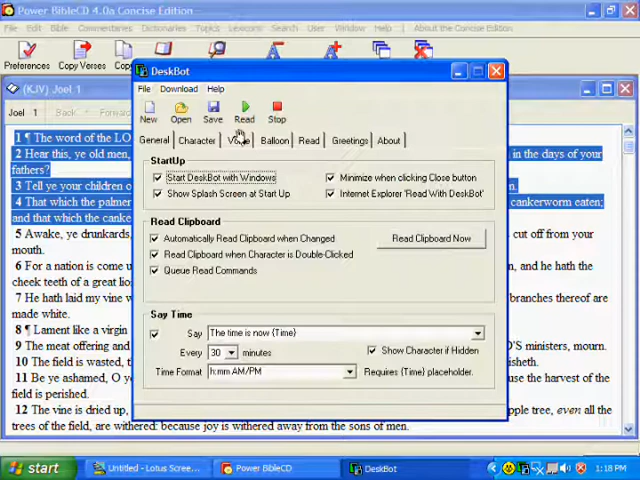 Power BibleCD 4.0a Concise Edition
File Edit Bible Commentaries Dictionaries Topics Lessons Options Window Help About the Concise Edition
Preferences Copy Verses
(KJV) Joel 1
Joel 1 Back Forward
1 ¶ The word of the LO
2 Hear this, ye old men, in the days of your
fathers?
3 Tell ye your children o
4 That which the palmer cankerworm eaten;
and that which the canke
5 Awake, ye drunkards, cut off from your
mouth.
6 For a nation is come u
cheek teeth of a great lio
7 He hath laid my vine w branches thereof are
made white.
8 ¶ Lament like a virgin
9 The meat offering and D'S ministers, mourn.
10 The field is wasted, th isheth.
11 Be ye ashamed, O y use the harvest of the
field is perished.
12 The vine is dried up, pple tree, even all the
trees of the field, are withered: because joy is withered away from the sons of men.
DeskBot
File Download Help
New Open Save Read Stop
General Character Balloon Read Greetings About
StartUp
Start DeskBot with Windows Minimize when clicking Close button
Show Splash Screen at Start Up Internet Explorer 'Read With DeskBot'
Read Clipboard
Automatically Read Clipboard when Changed Read Clipboard Now
Read Clipboard when Character is Double-Clicked
Queue Read Commands
Say Time
Say The time is now {Time}
Every 30 minutes Show Character if Hidden
Time Format h:mm AM/PM Requires {Time} placeholder.
start Untitled - Lotus Scree... Power BibleCD DeskBot 1:18 PM